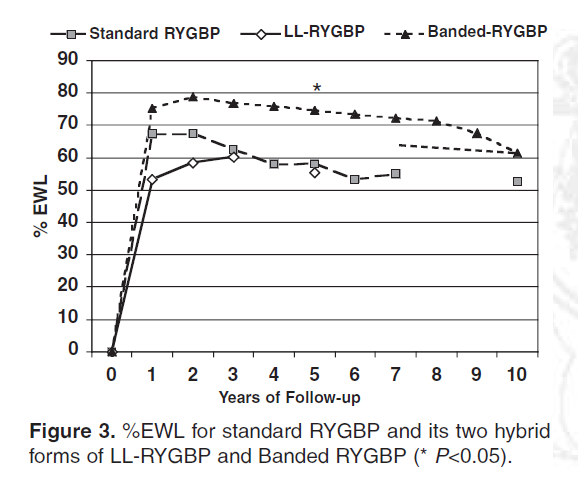 Standard RYGBP LL-RYGBP Banded-RYGBP
90
80
70
60
50
40
30
20
10
0
% EWL
*
0 1 2 3 4 5 6 7 8 9 10
Years of Follow-up
Figure 3. %EWL for standard RYGBP and its two hybrid
forms of LL-RYGBP and Banded RYGBP (* P<0.05).